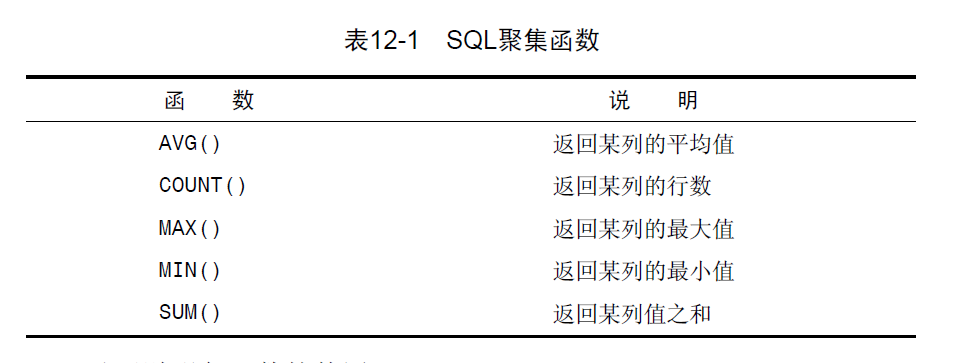 表12-1 SQL聚集函数
函 数 说 明
AVG() 返回某列的平均值
COUNT() 返回某列的行数
MAX() 返回某列的最大值
MIN() 返回某列的最小值
SUM() 返回某列值之和